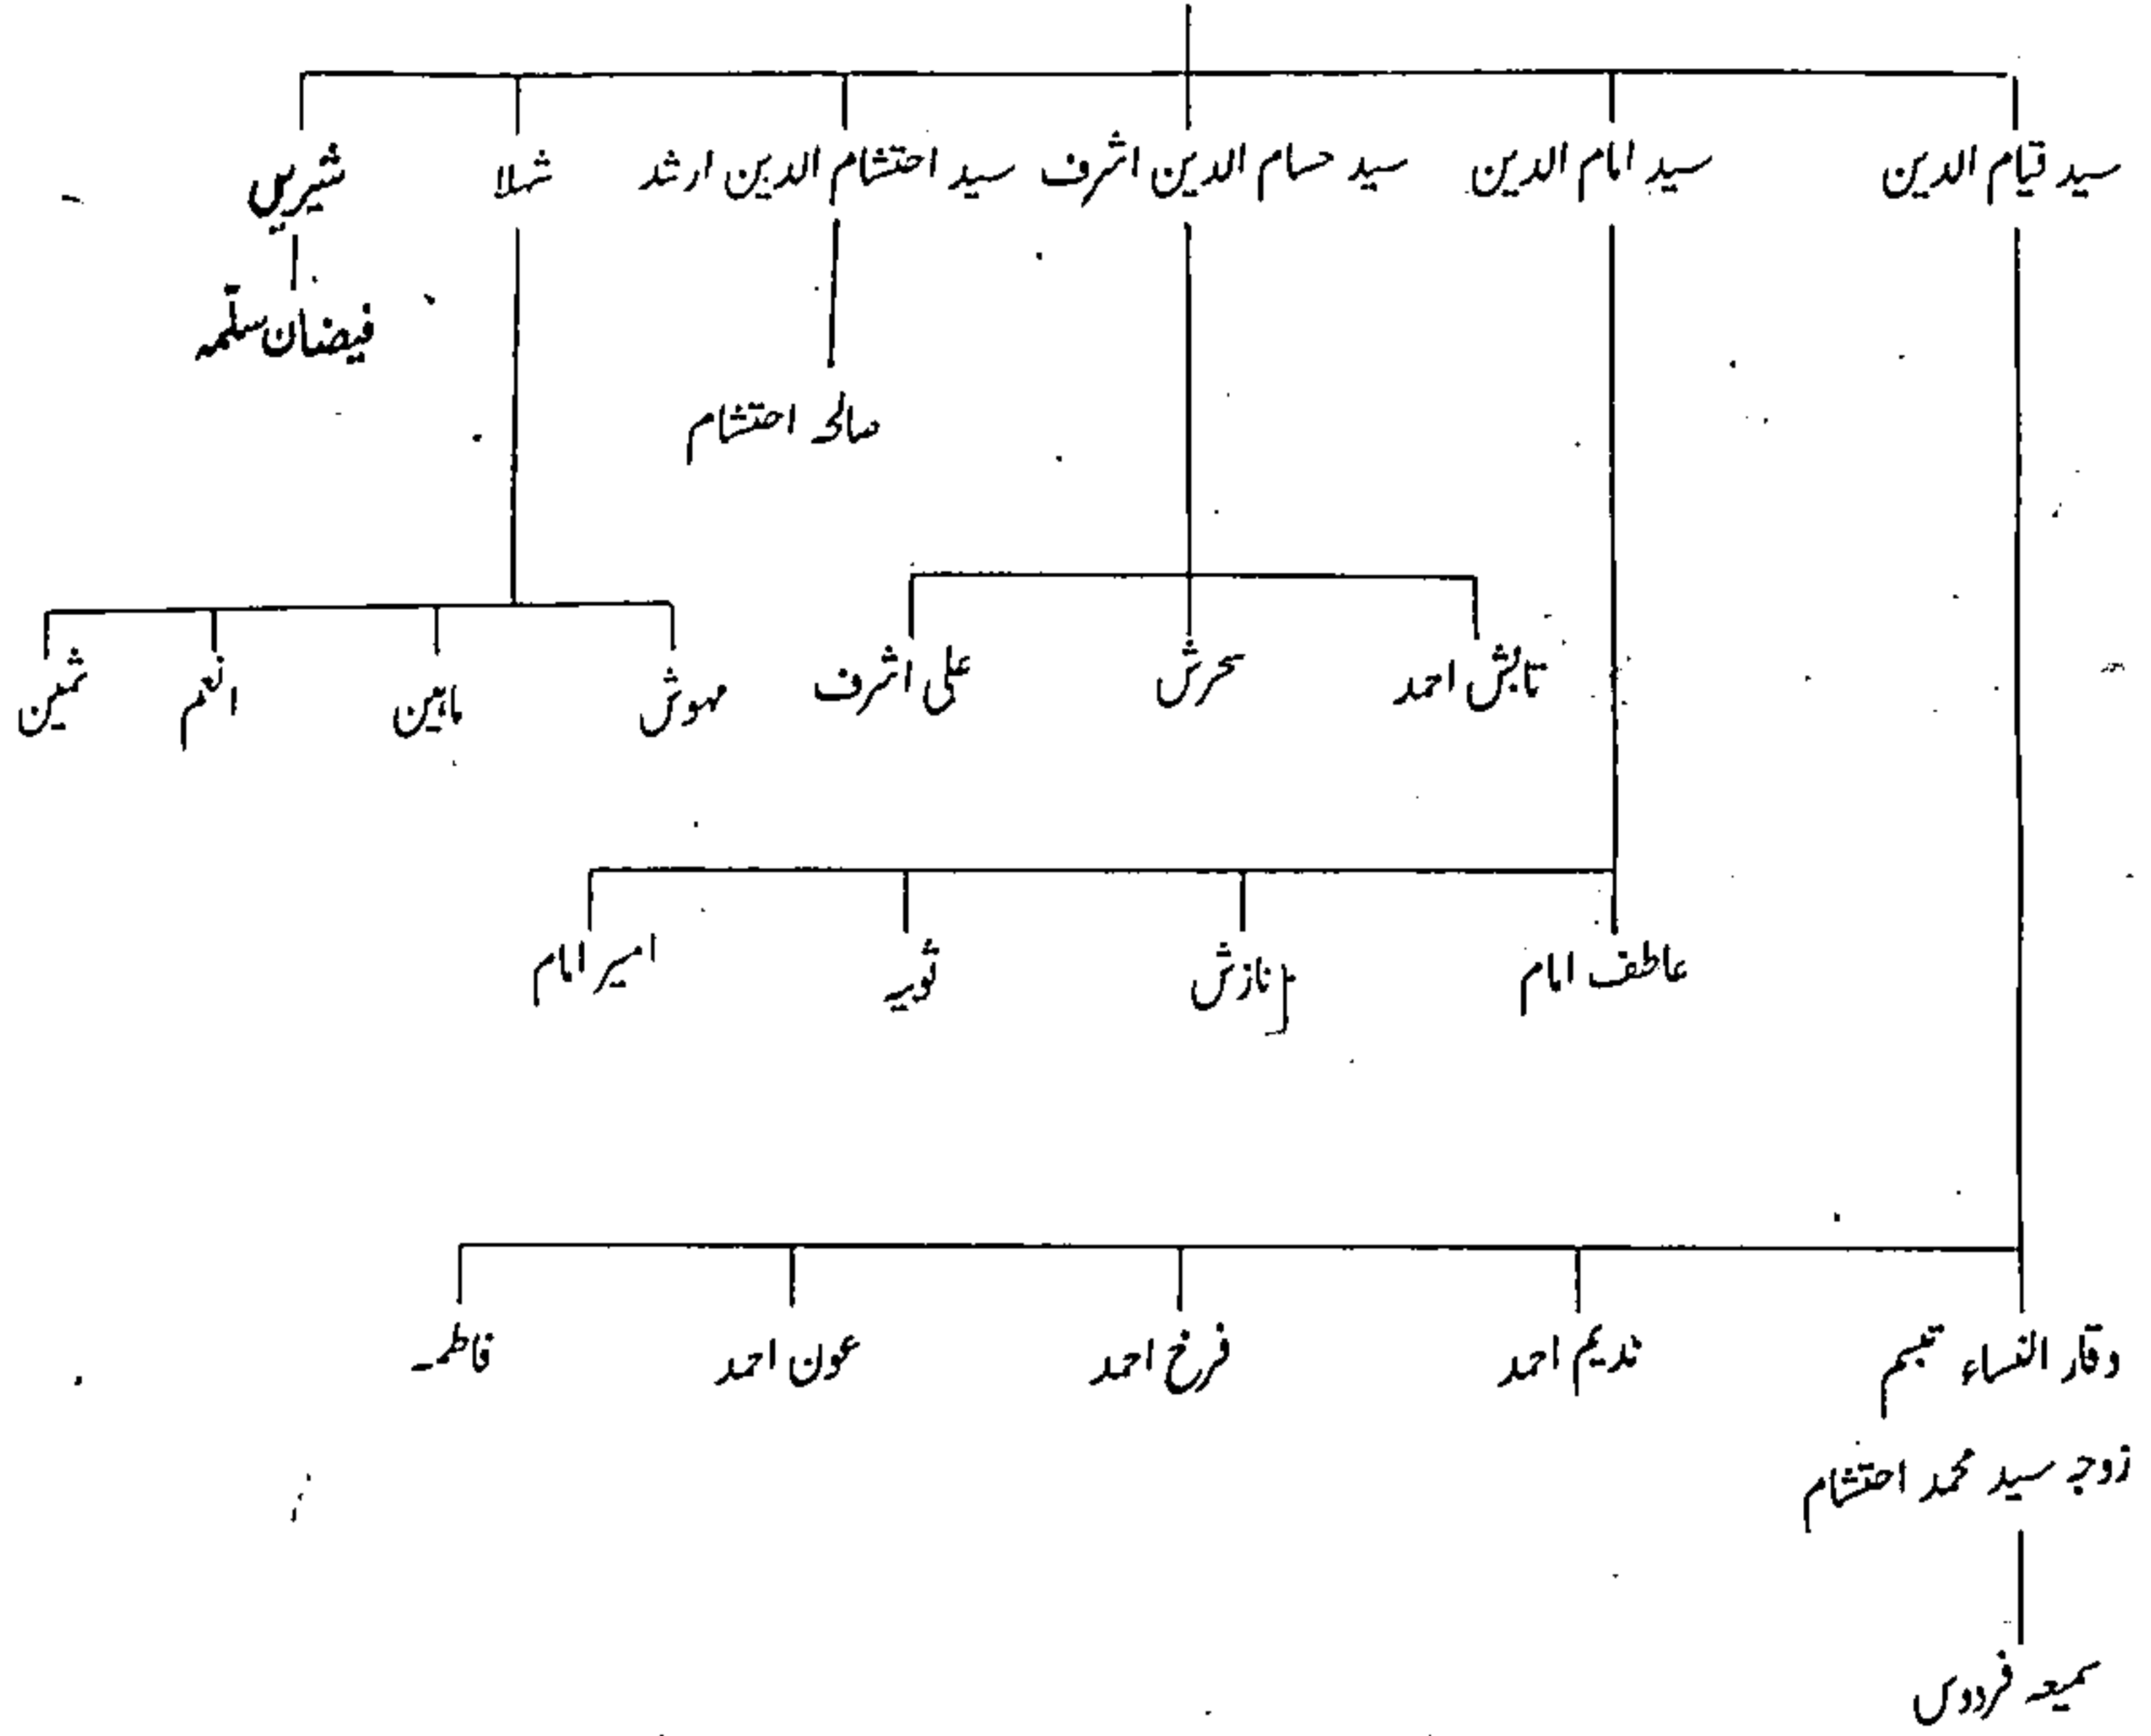 سید قیام الدین سید امام الدین سید حسام الدین اشرف سید احتشام الدین ارشد شہلا شیریں
فیضان سلّمہ
صالحہ احتشام
تابش احمد سحرش علی اشرف مہوش ماہین انعم ثمین
عاطف امام نازش ثوبیہ امیر امام
وقار النساء تبسم ندیم احمد فرخ احمد عون احمد فاطمہ
زوجہ سید محمد احتشام
سمیعہ فردوس